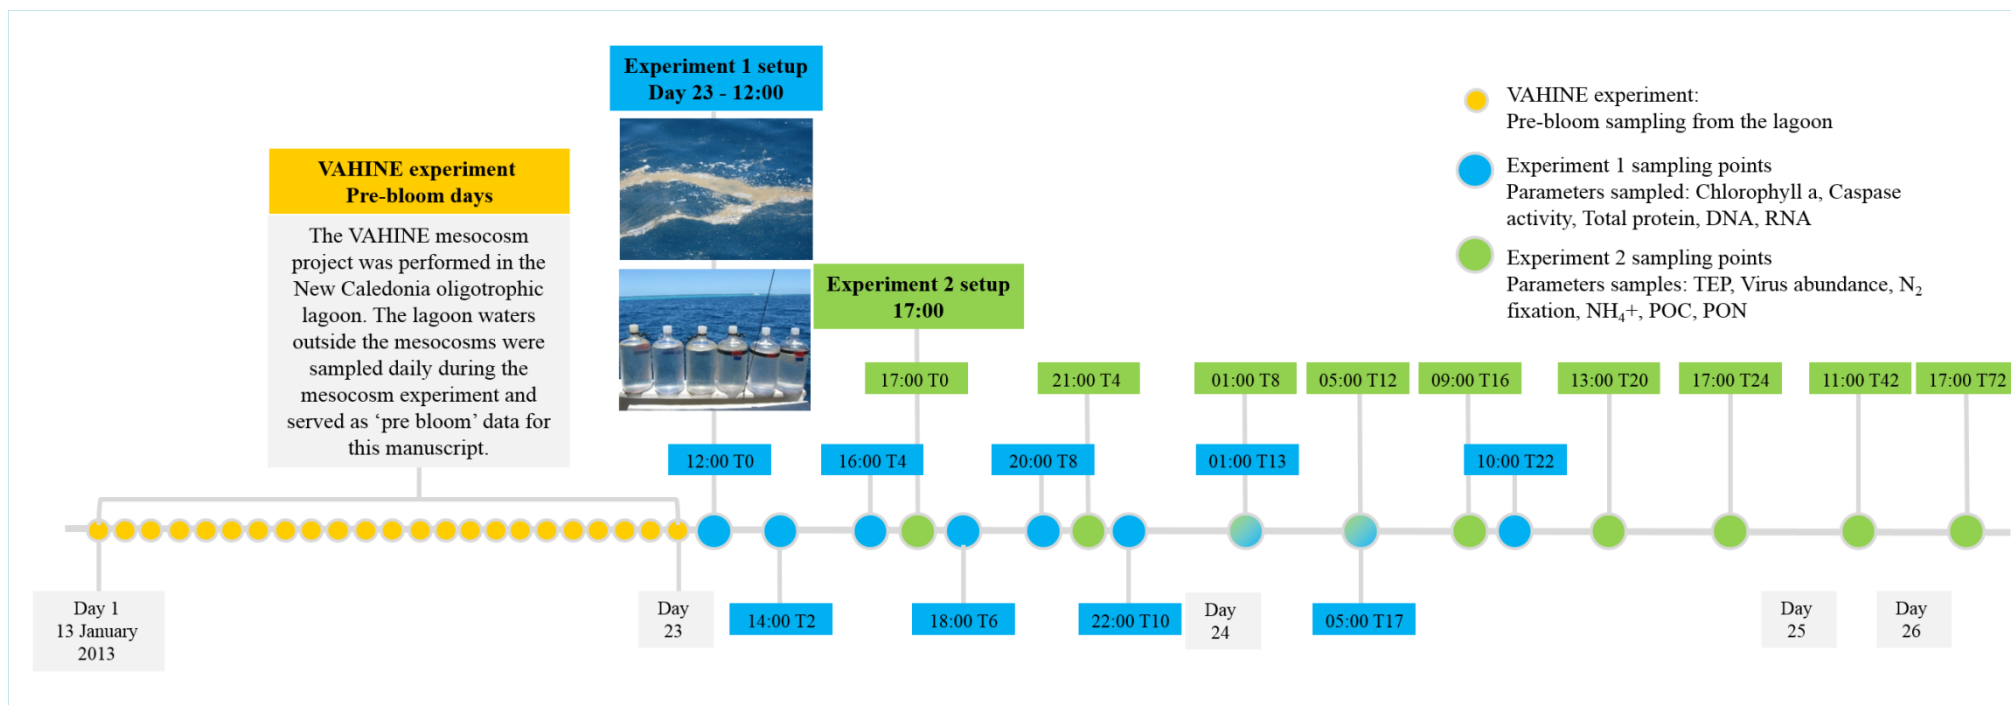 VAHINE experiment
Pre-bloom days
The VAHINE mesocosm
project was performed in the
New Caledonia oligotrophic
lagoon. The lagoon waters
outside the mesocosms were
sampled daily during the
mesocosm experiment and
served as ‘pre bloom’ data for
this manuscript.
Experiment 1 setup
Day 23 - 12:00
Experiment 2 setup
17:00
VAHINE experiment:
Pre-bloom sampling from the lagoon
Experiment 1 sampling points
Parameters sampled: Chlorophyll a, Caspase
activity, Total protein, DNA, RNA
Experiment 2 sampling points
Parameters samples: TEP, Virus abundance, N₂
fixation, NH₄+, POC, PON
17:00 T0
21:00 T4
01:00 T8
05:00 T12
09:00 T16
13:00 T20
17:00 T24
11:00 T42
17:00 T72
12:00 T0
16:00 T4
20:00 T8
01:00 T13
10:00 T22
Day 1
13 January
2013
Day
23
14:00 T2
18:00 T6
22:00 T10
Day
24
05:00 T17
Day
25
Day
26